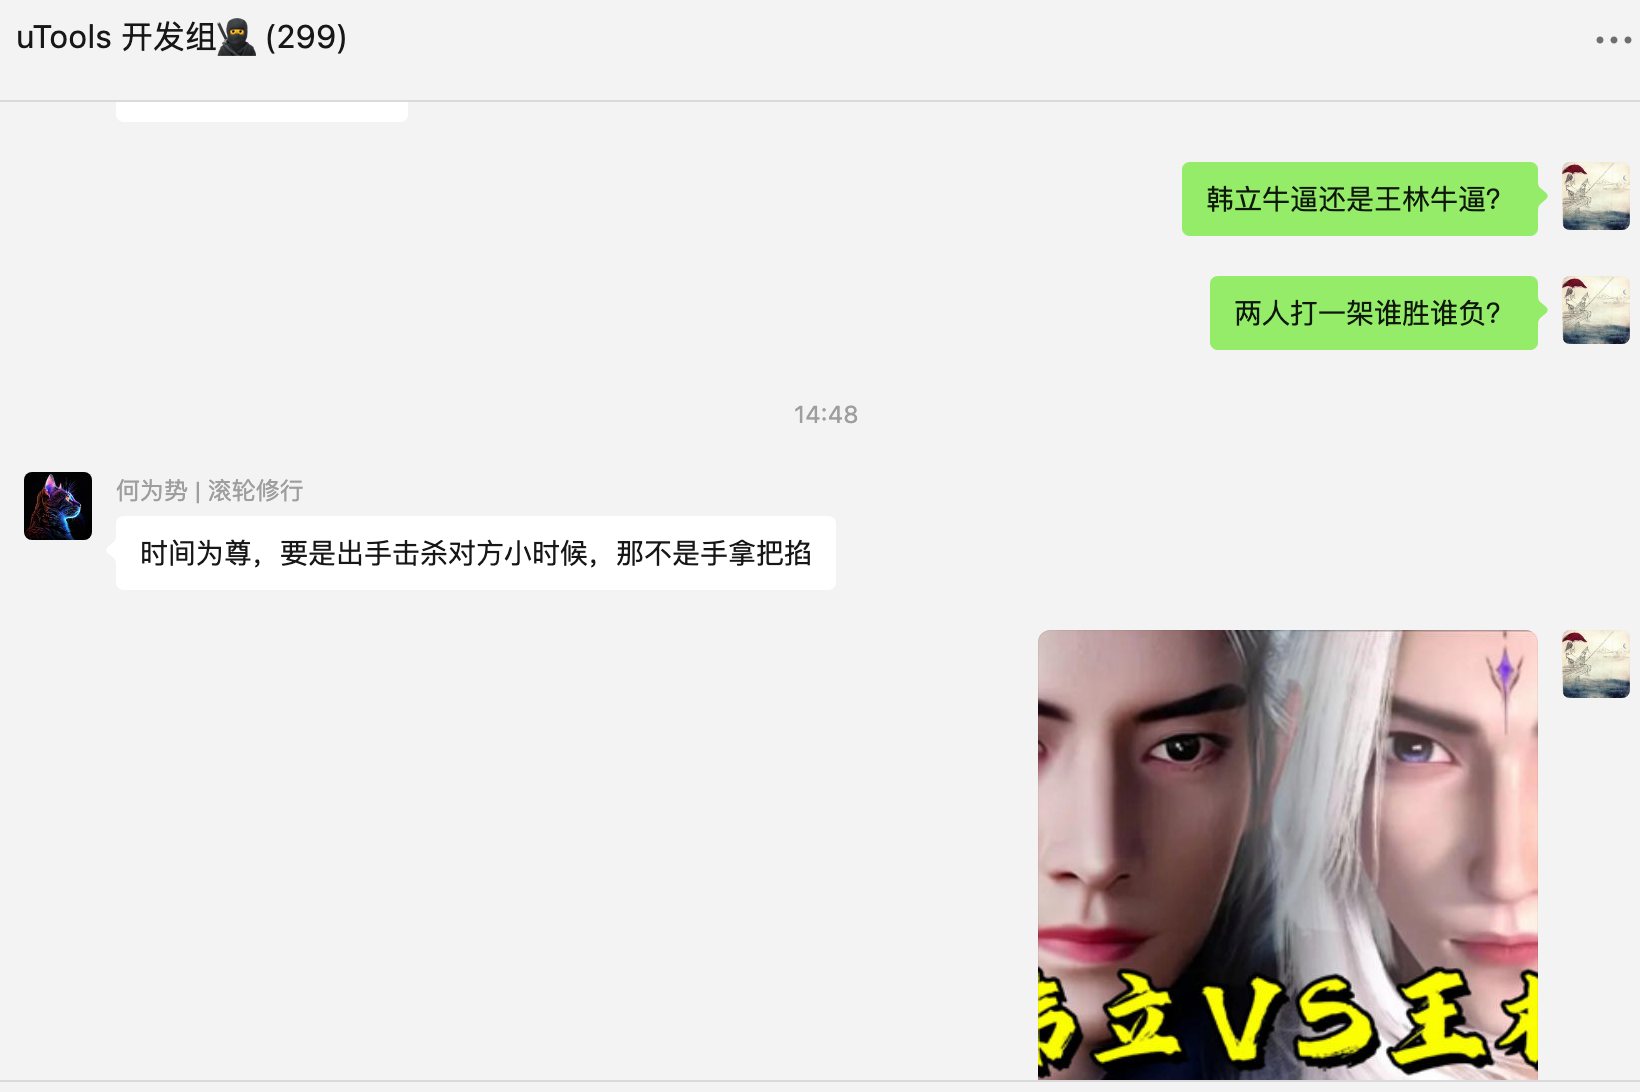 uTools 开发组🥷 (299)
韩立牛逼还是王林牛逼?
两人打一架谁胜谁负?
14:48
何为势 | 滚轮修行
时间为尊，要是出手击杀对方小时候，那不是手拿把掐
立VS王